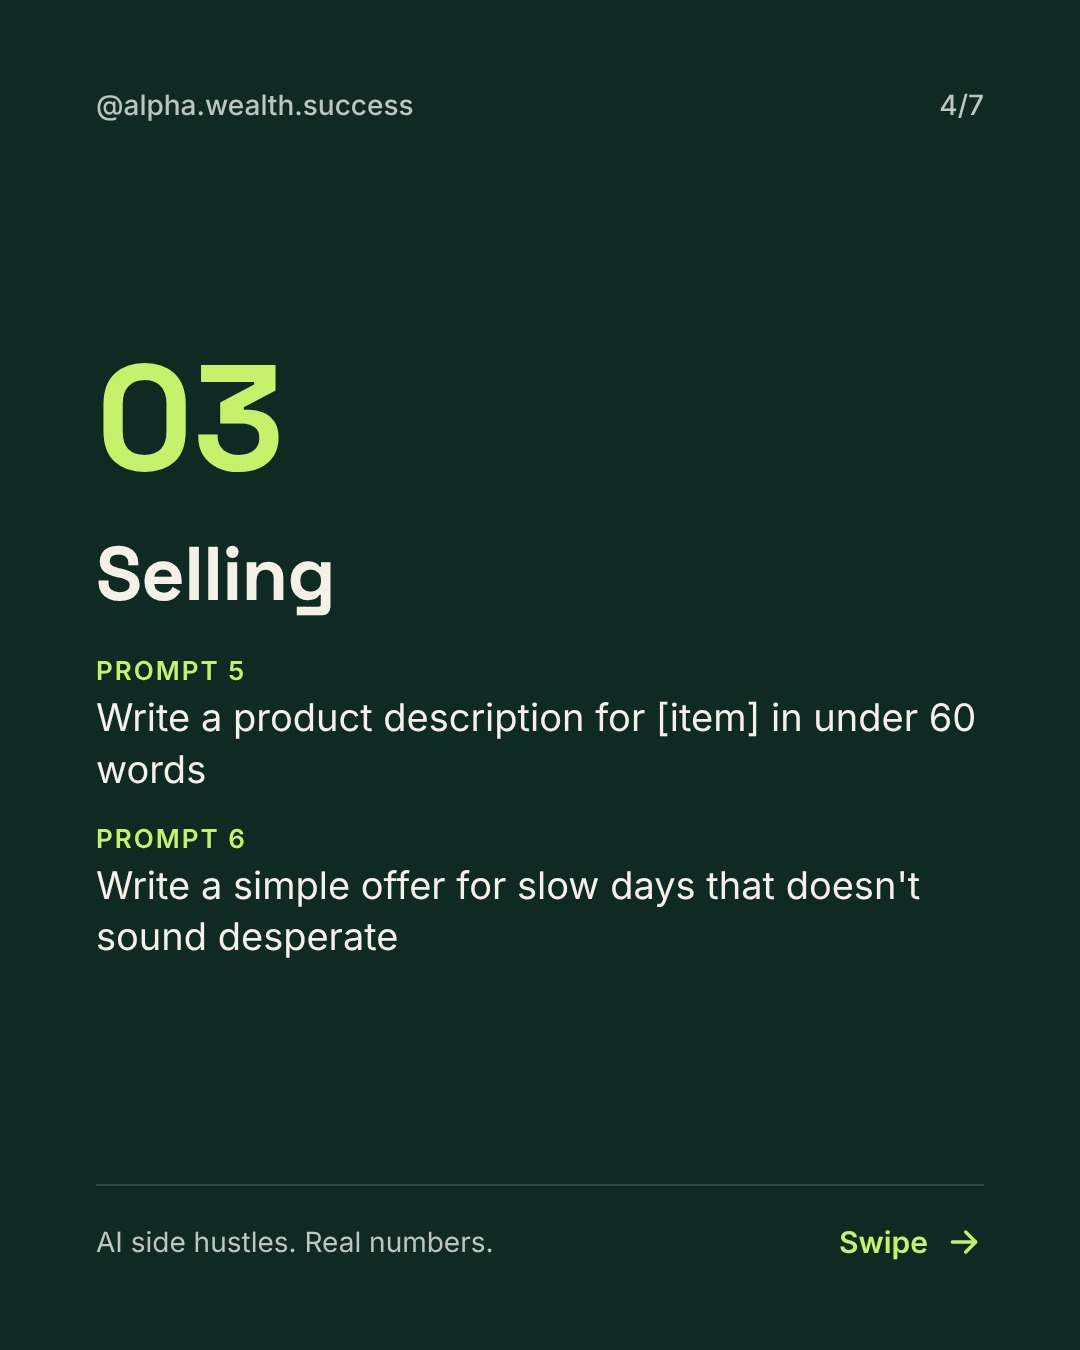 @alpha.wealth.success
4/7
03
Selling
PROMPT 5
Write a product description for [item] in under 60
words
PROMPT 6
Write a simple offer for slow days that doesn't
sound desperate
AI side hustles. Real numbers.
Swipe →